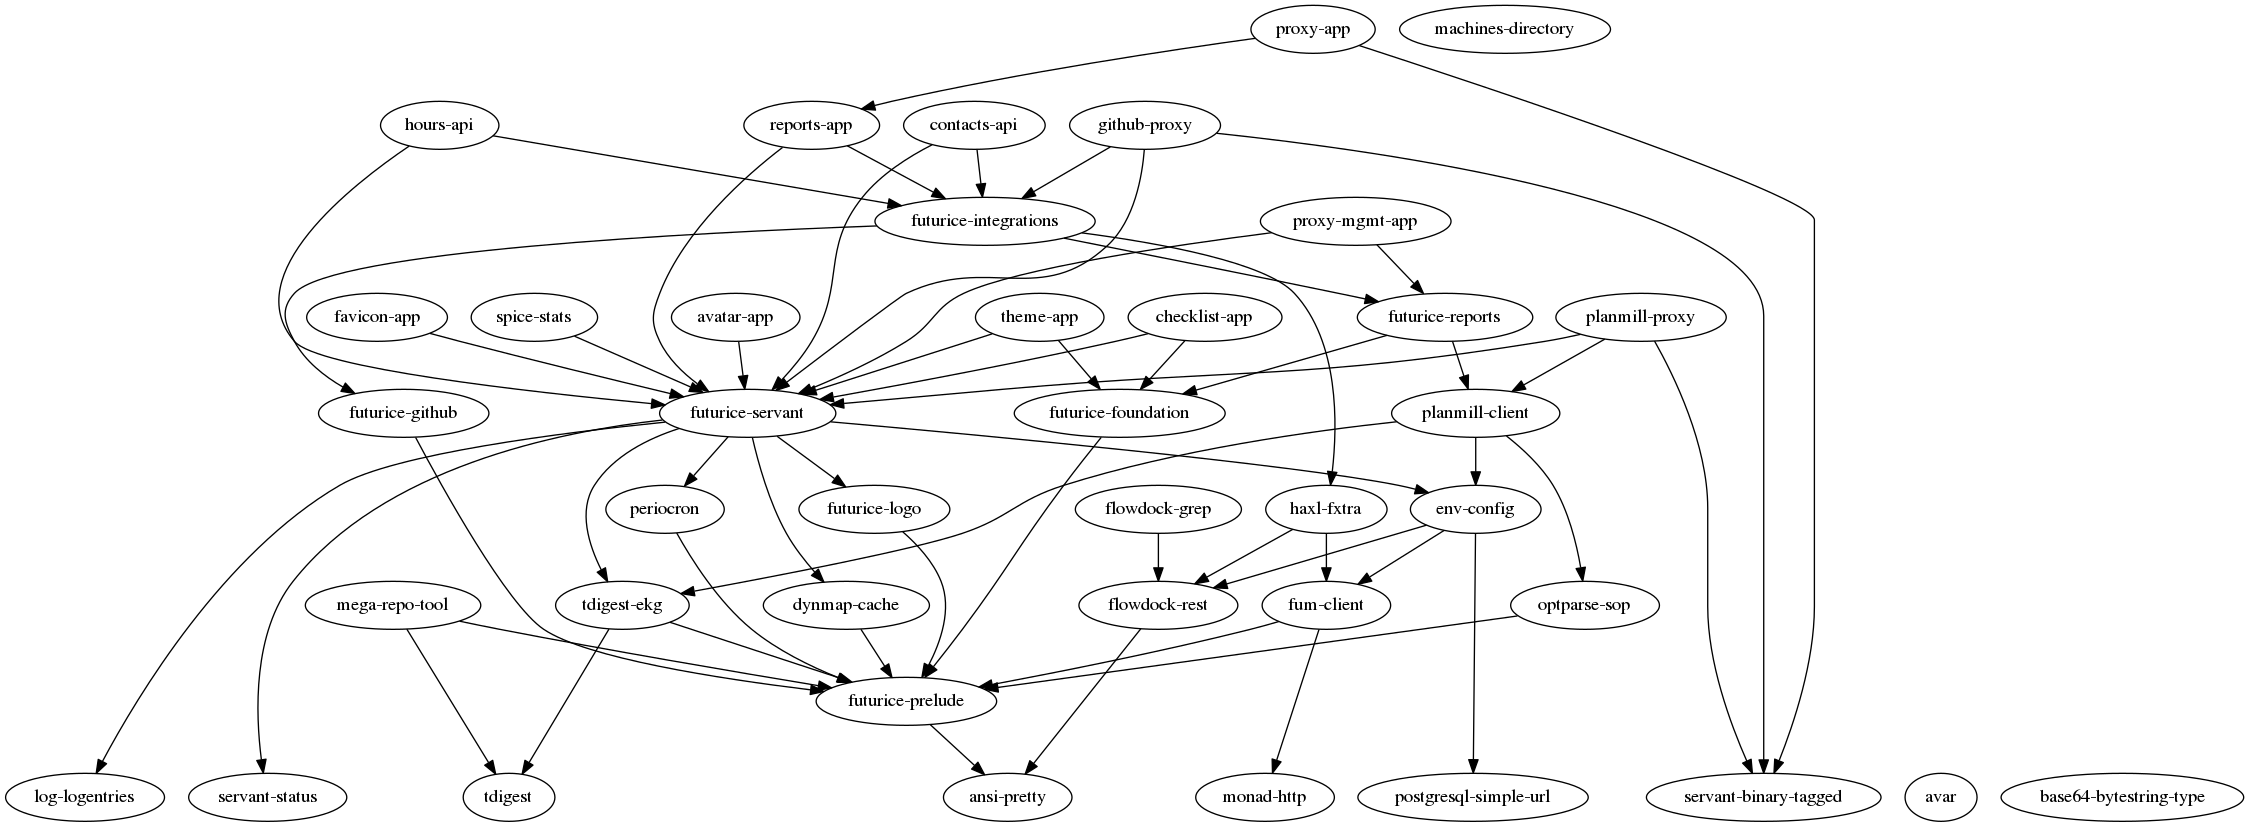 proxy-app
machines-directory
hours-api
reports-app
contacts-api
github-proxy
futurice-integrations
proxy-mgmt-app
favicon-app
spice-stats
avatar-app
theme-app
checklist-app
futurice-reports
planmill-proxy
futurice-github
futurice-servant
futurice-foundation
planmill-client
periocron
futurice-logo
flowdock-grep
haxl-fxtra
env-config
mega-repo-tool
tdigest-ekg
dynmap-cache
flowdock-rest
fum-client
optparse-sop
futurice-prelude
log-logentries
servant-status
tdigest
ansi-pretty
monad-http
postgresql-simple-url
servant-binary-tagged
avar
base64-bytestring-type